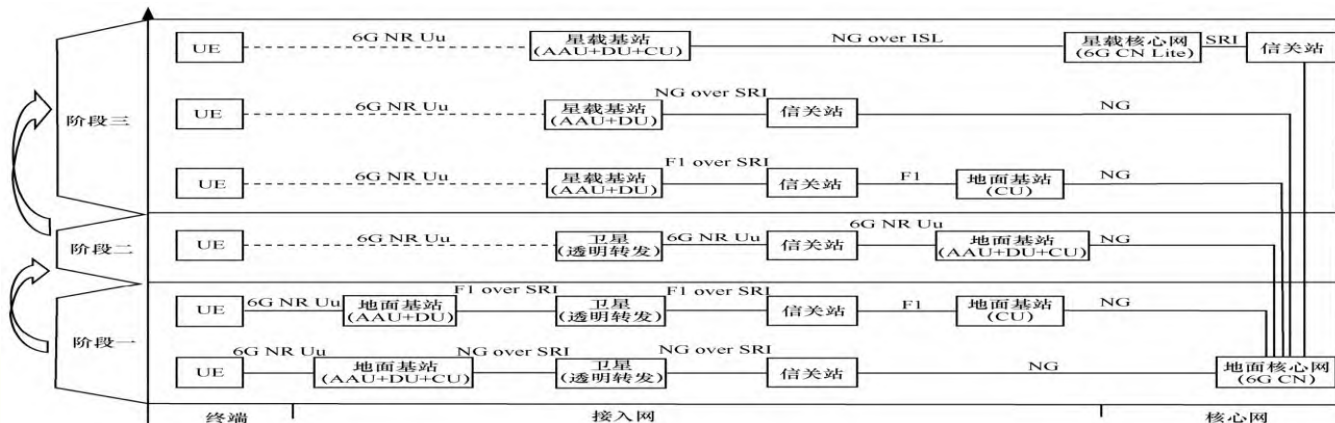 6G NR Uu
NG over ISL
SRI
UE
星载基站
(AAU+DU+CU)
星载核心网
(6G CN Lite)
信关站
阶段三
6G NR Uu
NG over SRI
NG
UE
星载基站
(AAU+DU)
信关站
6G NR Uu
F1 over SRI
F1
NG
UE
星载基站
(AAU+DU)
信关站
地面基站
(CU)
阶段二
6G NR Uu
6G NR Uu
6G NR Uu
NG
UE
卫星
(透明转发)
信关站
地面基站
(AAU+DU+CU)
阶段一
6G NR Uu
F1 over SRI
F1 over SRI
F1
NG
UE
地面基站
(AAU+DU)
卫星
(透明转发)
信关站
地面基站
(CU)
6G NR Uu
NG over SRI
NG over SRI
NG
UE
地面基站
(AAU+DU+CU)
卫星
(透明转发)
信关站
地面核心网
(6G CN)
终端
接入网
核心网